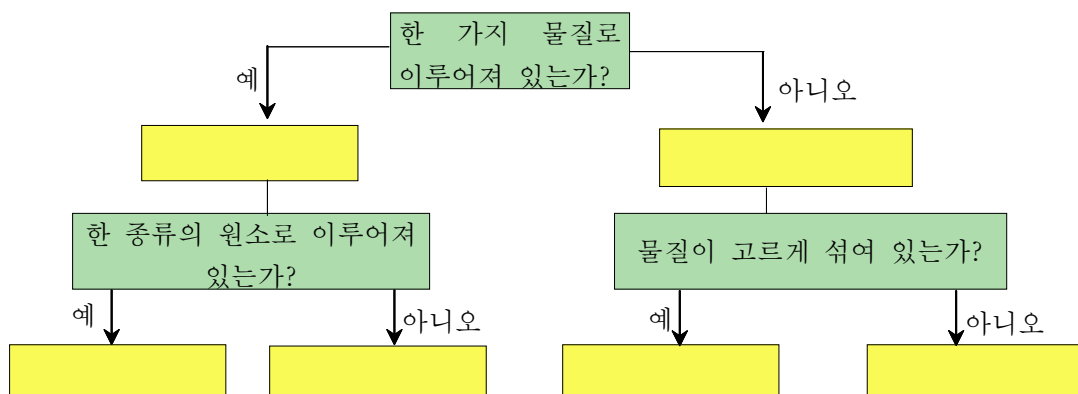 한 가지 물질로
이루어져 있는가?
예
아니오
한 종류의 원소로 이루어져
있는가?
물질이 고르게 섞여 있는가?
예
아니오
예
아니오